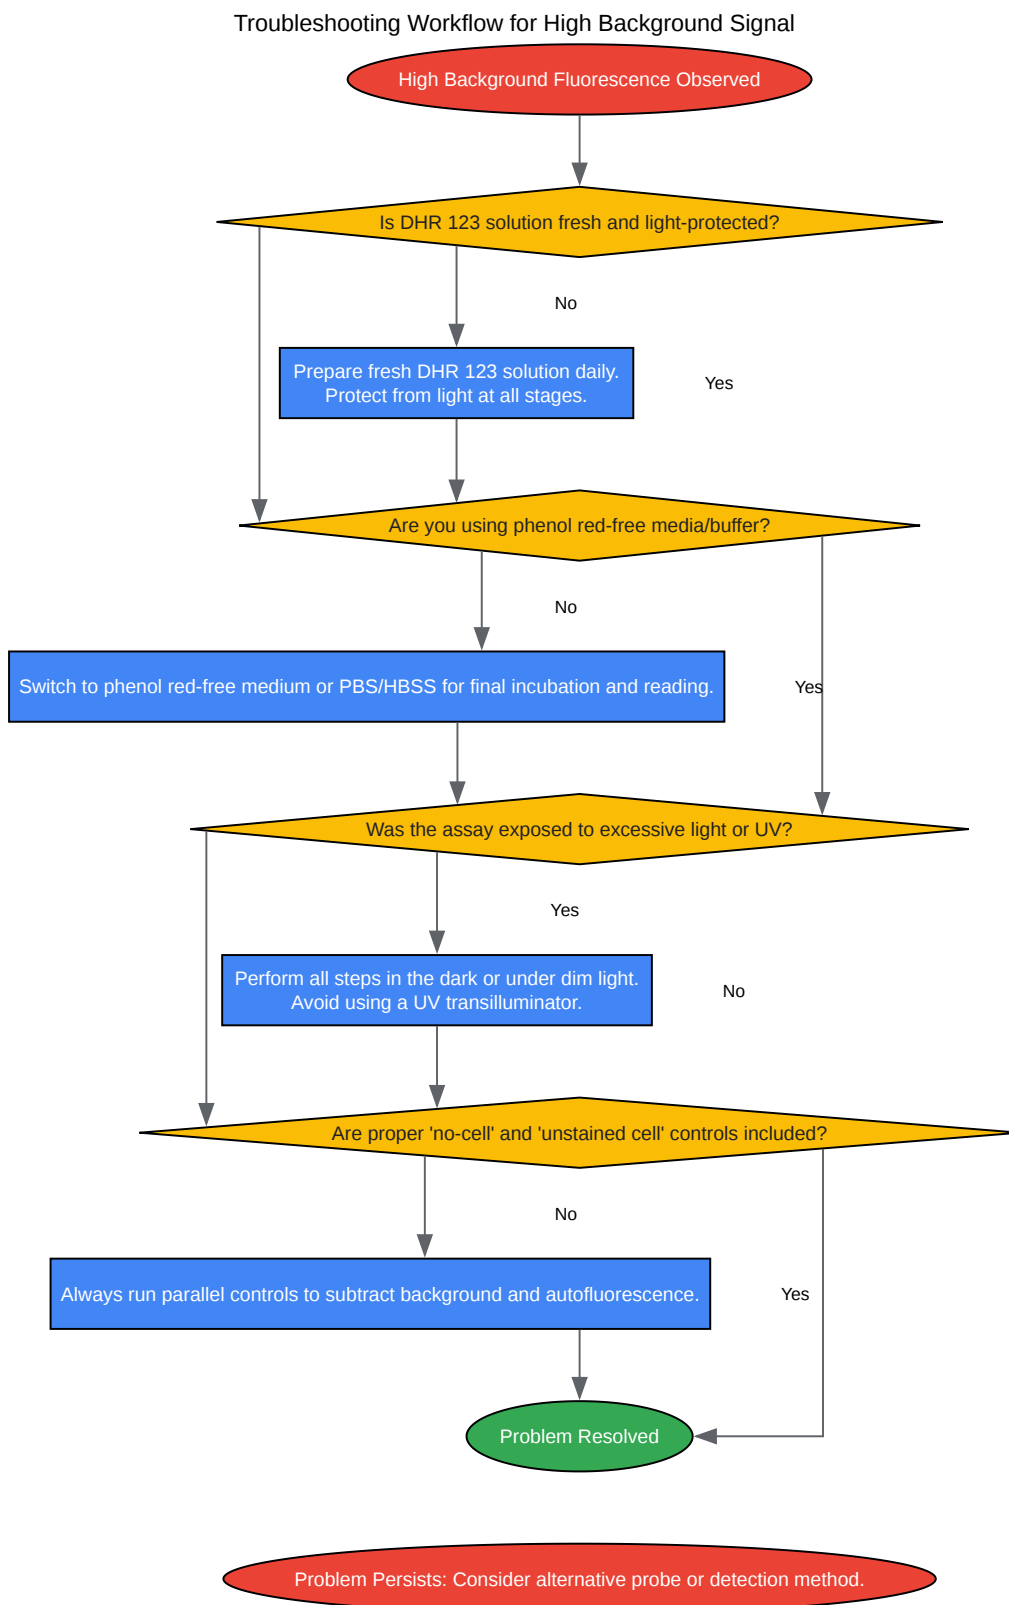 Troubleshooting Workflow for High Background Signal
High Background Fluorescence Observed
Is DHR 123 solution fresh and light-protected?
No
Prepare fresh DHR 123 solution daily.
Protect from light at all stages.
Yes
Are you using phenol red-free media/buffer?
No
Switch to phenol red-free medium or PBS/HBSS for final incubation and reading.
Yes
Was the assay exposed to excessive light or UV?
Yes
Perform all steps in the dark or under dim light.
Avoid using a UV transilluminator.
No
Are proper 'no-cell' and 'unstained cell' controls included?
No
Always run parallel controls to subtract background and autofluorescence.
Yes
Problem Resolved
Problem Persists: Consider alternative probe or detection method.